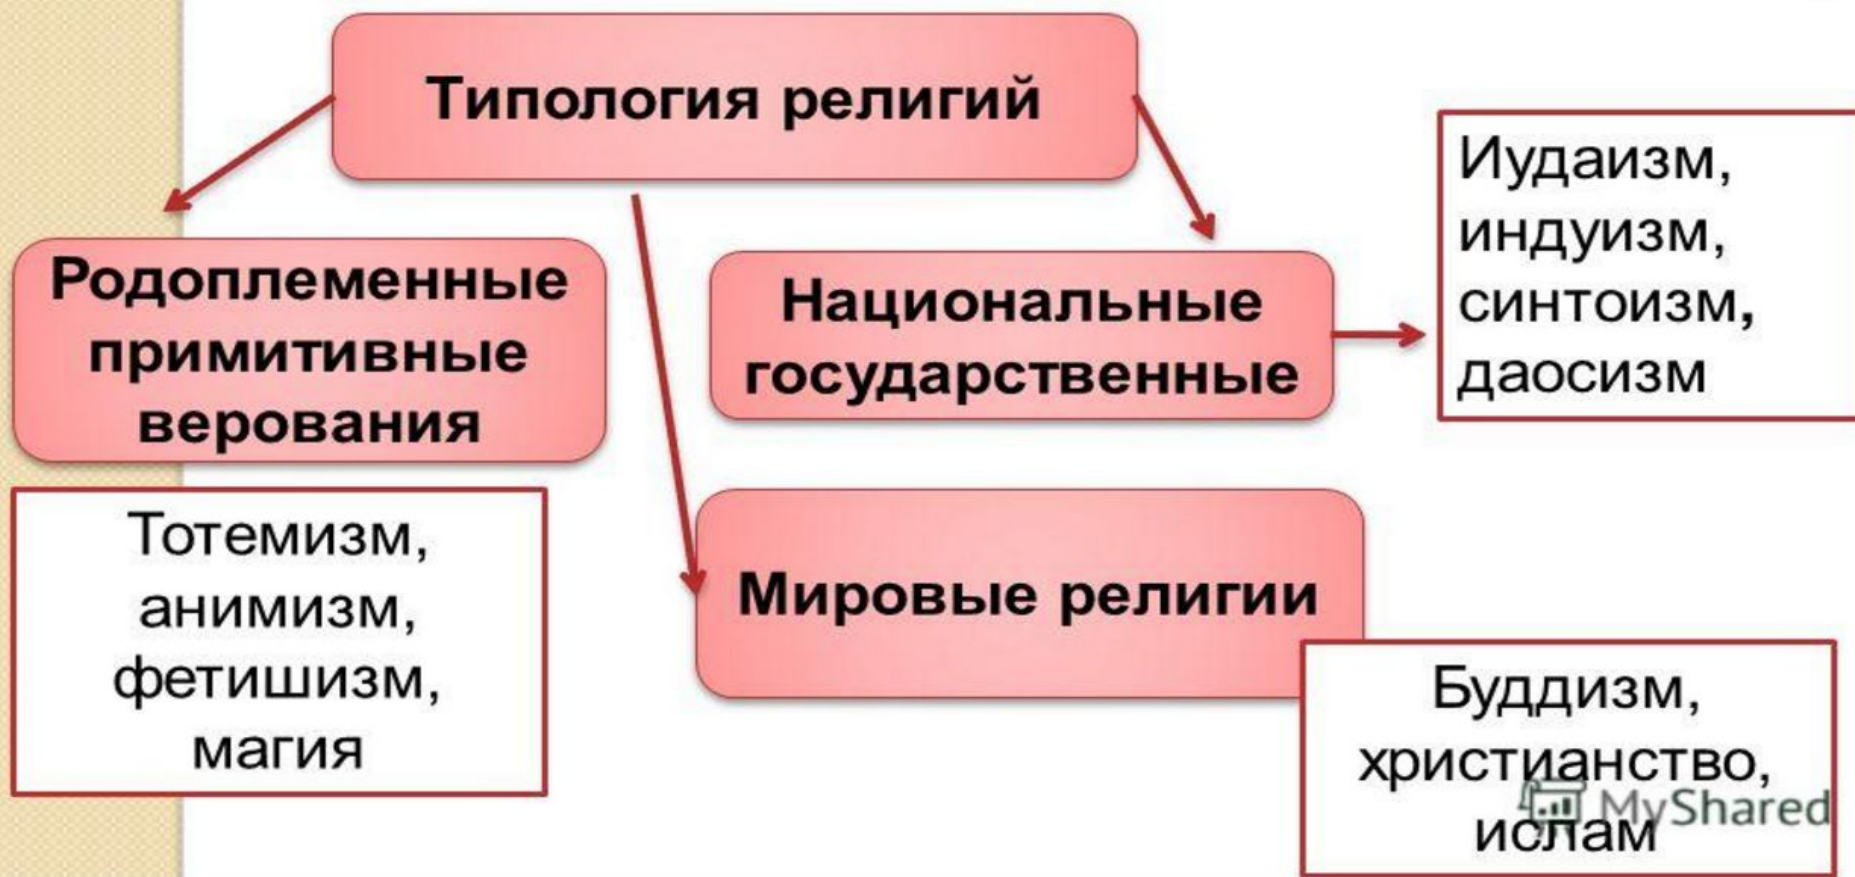 Типология религий
Родоплеменные
примитивные
верования
Тотемизм,
анимизм,
фетишизм,
магия
Национальные
государственные
Иудаизм,
индуизм,
синтоизм,
даосизм
Мировые религии
Буддизм,
христианство,
ислам
MyShared